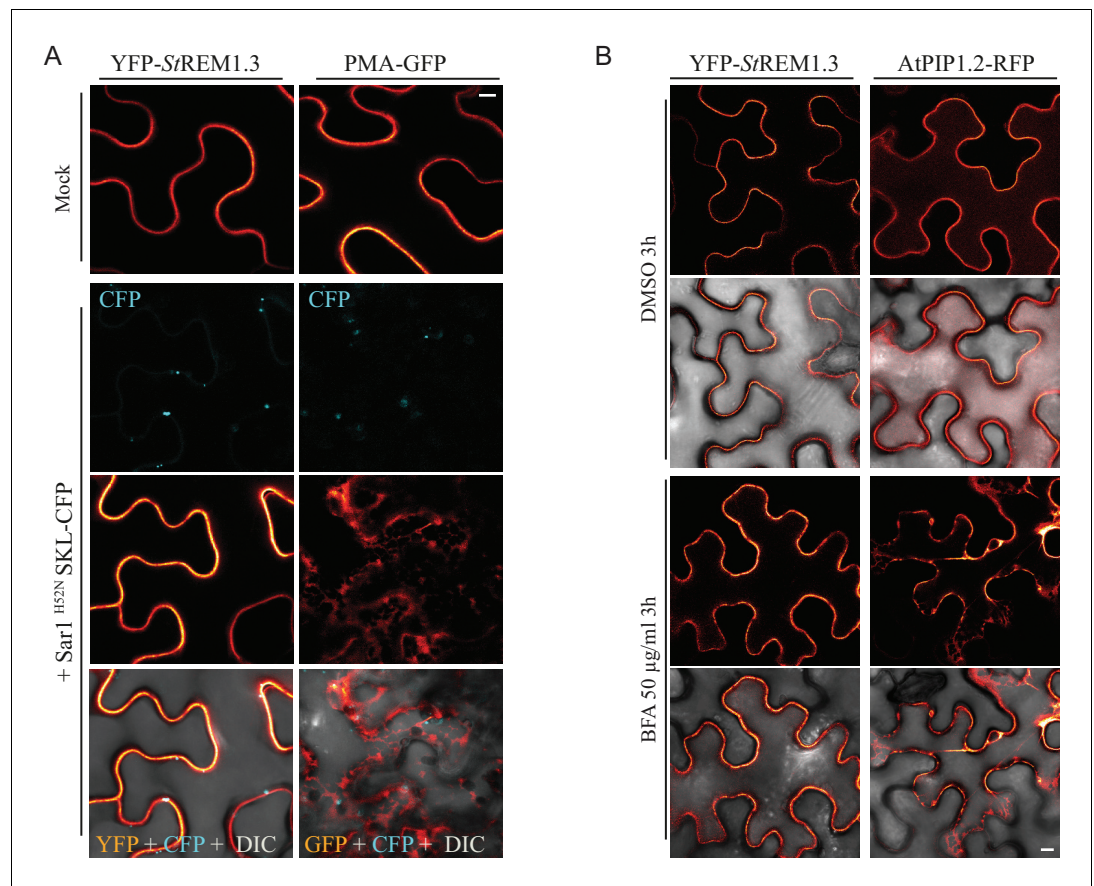 A
YFP-StREM1.3
PMA-GFP
Mock
+ Sar1 H52N SKL-CFP
CFP
CFP
YFP + CFP + DIC
GFP + CFP + DIC
B
YFP-StREM1.3
AtPIP1.2-RFP
DMSO 3h
BFA 50 µg/ml 3h